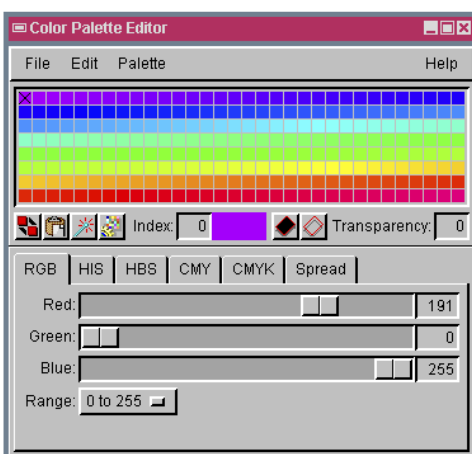 Color Palette Editor
File Edit Palette Help
Index: 0 Transparency: 0
RGB HIS HBS CMY CMYK Spread
Red: 191
Green: 0
Blue: 255
Range: 0 to 255